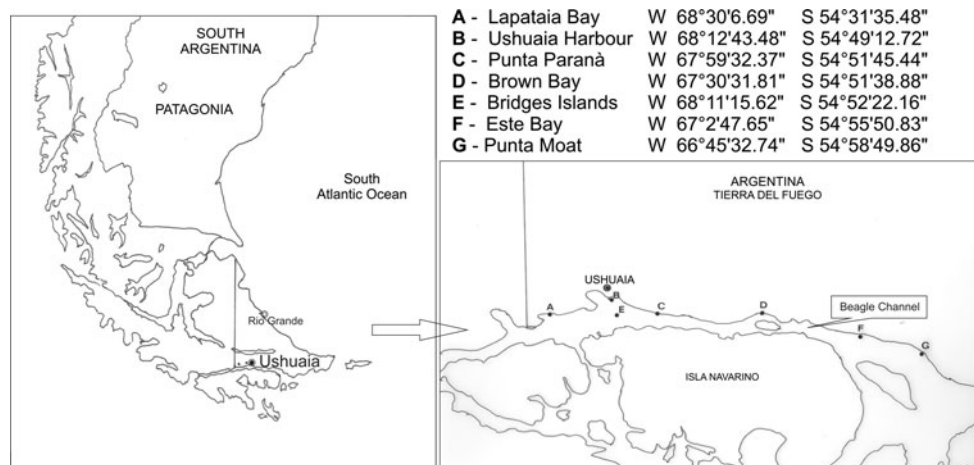 SOUTH
ARGENTINA
PATAGONIA
South
Atlantic Ocean
Rio Grande
Ushuaia
A - Lapataia Bay W 68°30'6.69" S 54°31'35.48"
B - Ushuaia Harbour W 68°12'43.48" S 54°49'12.72"
C - Punta Paranà W 67°59'32.37" S 54°51'45.44"
D - Brown Bay W 67°30'31.81" S 54°51'38.88"
E - Bridges Islands W 68°11'15.62" S 54°52'22.16"
F - Este Bay W 67°2'47.65" S 54°55'50.83"
G - Punta Moat W 66°45'32.74" S 54°58'49.86"
ARGENTINA
TIERRA DEL FUEGO
USHUAIA
A
B
E
C
D
Beagle Channel
F
G
ISLA NAVARINO